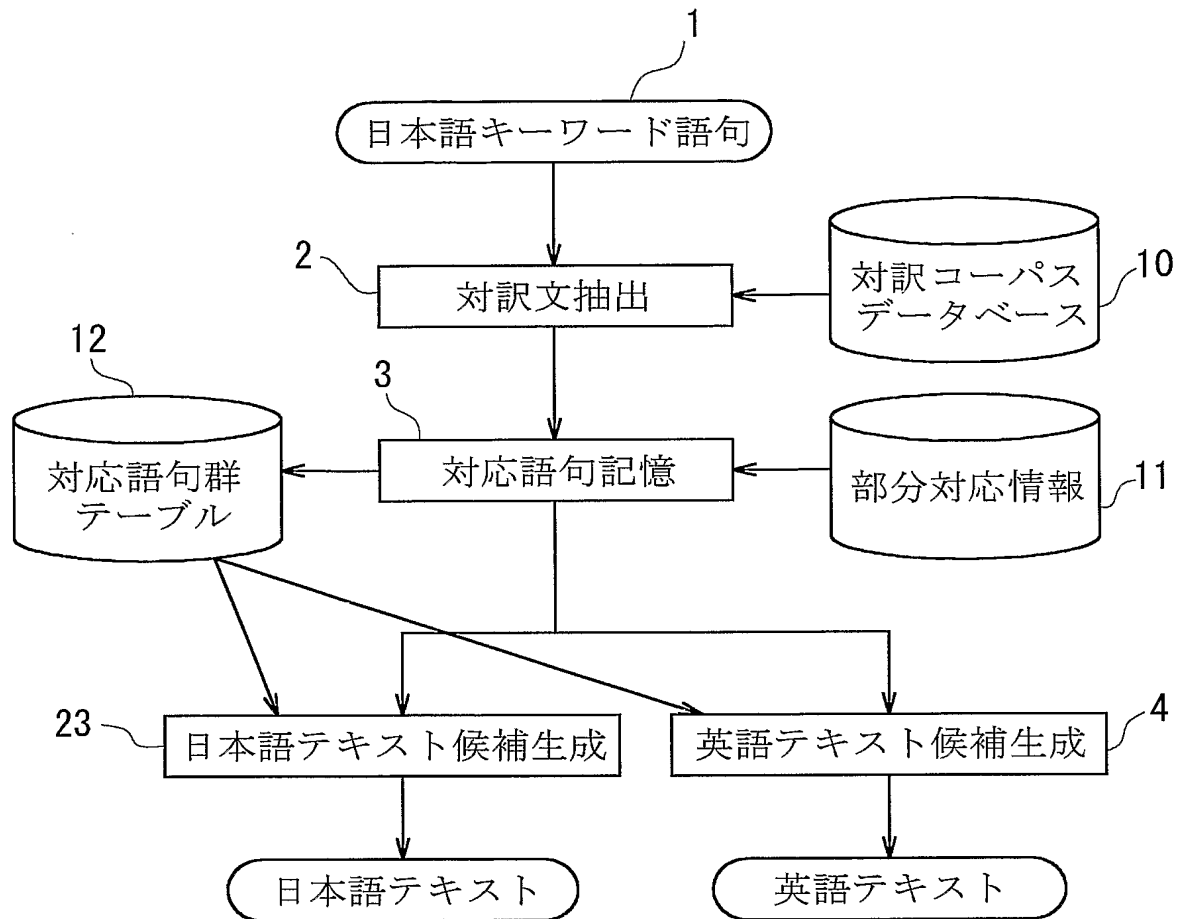 1
日本語キーワード語句
2
対訳文抽出
対訳コーパス
データベース
10
12
3
対応語句群
テーブル
対応語句記憶
部分対応情報
11
23
日本語テキスト候補生成
英語テキスト候補生成
4
日本語テキスト
英語テキスト